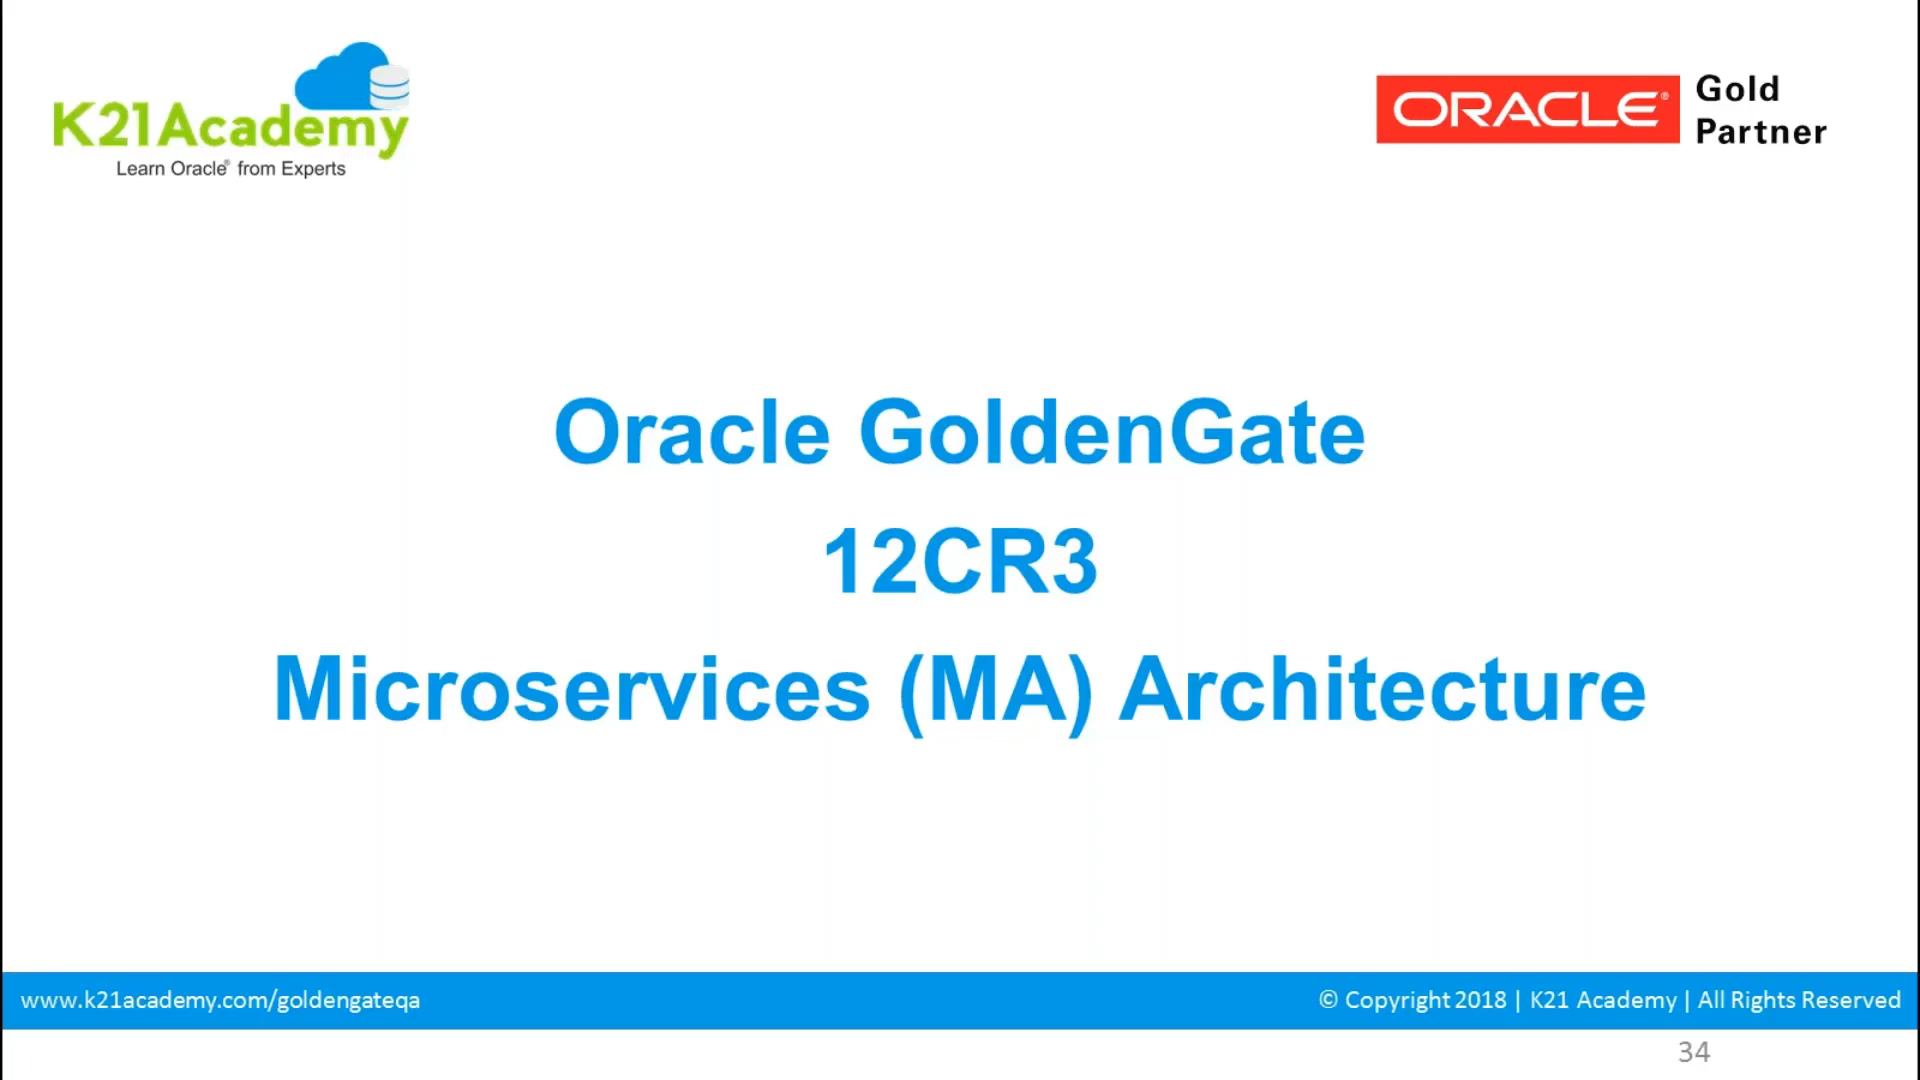 K21Academy
Learn Oracle® from Experts
ORACLE®
Gold
Partner
Oracle GoldenGate
12CR3
Microservices (MA) Architecture
www.k21academy.com/goldengateqa
© Copyright 2018 | K21 Academy | All Rights Reserved
34